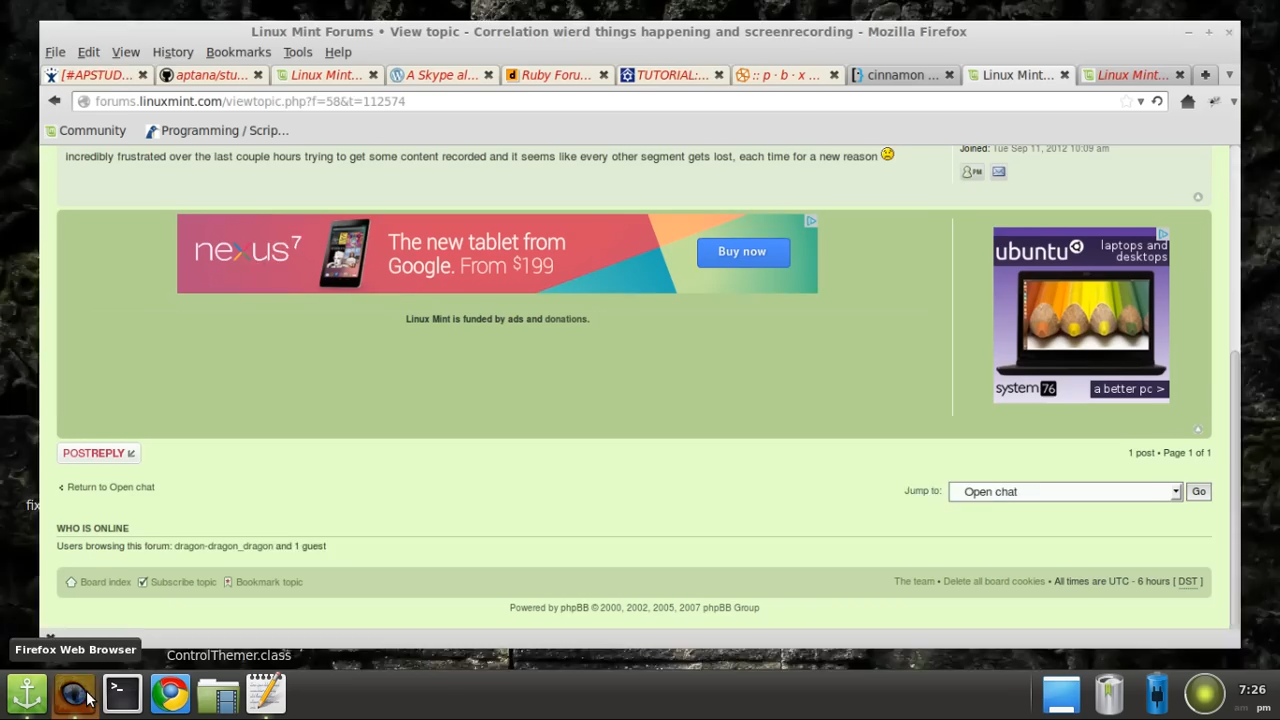 Linux Mint Forums • View topic - Correlation wierd things happening and screenrecording - Mozilla Firefox
File Edit View History Bookmarks Tools Help
[#APSTUD... aptana/stu... Linux Mint... A Skype al... Ruby Foru... TUTORIAL:... :: p · b · x ... cinnamon ... Linux Mint... Linux Mint...
forums.linuxmint.com/viewtopic.php?f=58&t=112574
Community Programming / Scrip...
incredibly frustrated over the last couple hours trying to get some content recorded and it seems like every other segment gets lost, each time for a new reason
Joined: Tue Sep 11, 2012 10:09 am
PM
nexus 7
The new tablet from
Google. From $199
Buy now
ubuntu laptops and
desktops
system76 a better pc >
Linux Mint is funded by ads and donations.
POSTREPLY
1 post • Page 1 of 1
Return to Open chat
Jump to: Open chat Go
WHO IS ONLINE
Users browsing this forum: dragon-dragon_dragon and 1 guest
Board index Subscribe topic Bookmark topic
The team • Delete all board cookies • All times are UTC - 6 hours [ DST ]
Powered by phpBB © 2000, 2002, 2005, 2007 phpBB Group
fix
Firefox Web Browser
ControlThemer.class
7:26
am pm